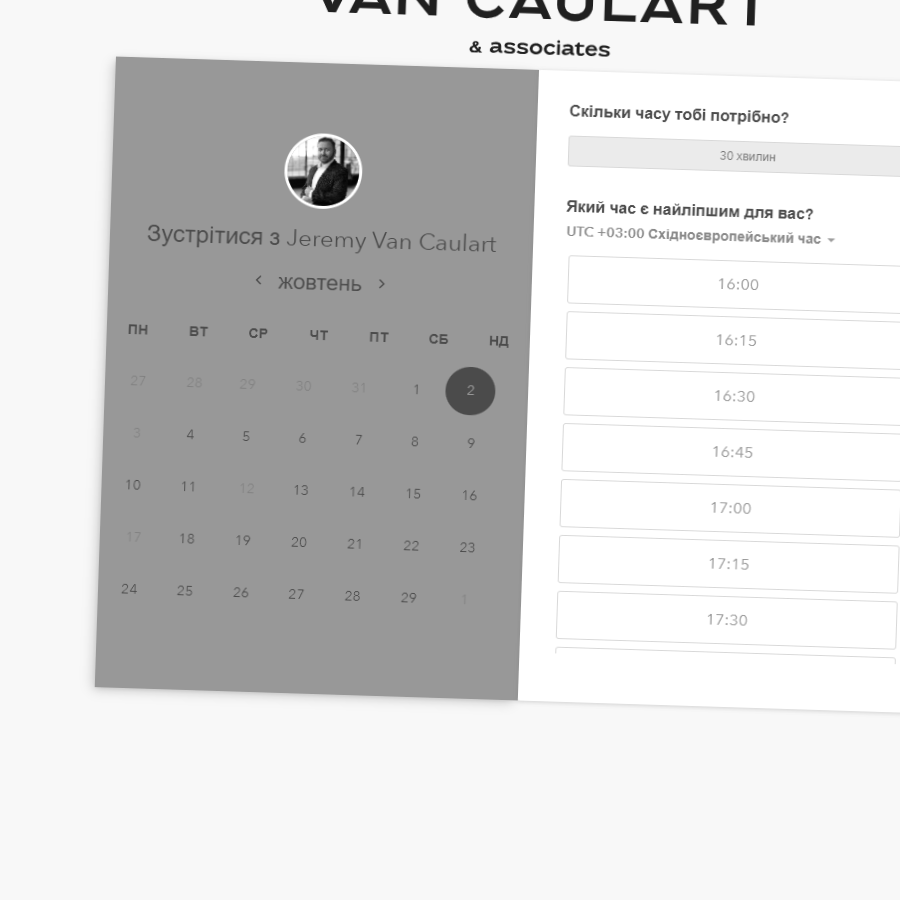 VAN CAULART
& associates
Зустрітися з Jeremy Van Caulart
жовтень
ПН ВТ СР ЧТ ПТ СБ НД
27 28 29 30 31 1 2
3 4 5 6 7 8 9
10 11 12 13 14 15 16
17 18 19 20 21 22 23
24 25 26 27 28 29 1
Скільки часу тобі потрібно?
30 хвилин
Який час є найліпшим для вас?
UTC +03:00 Східноєвропейський час
16:00
16:15
16:30
16:45
17:00
17:15
17:30